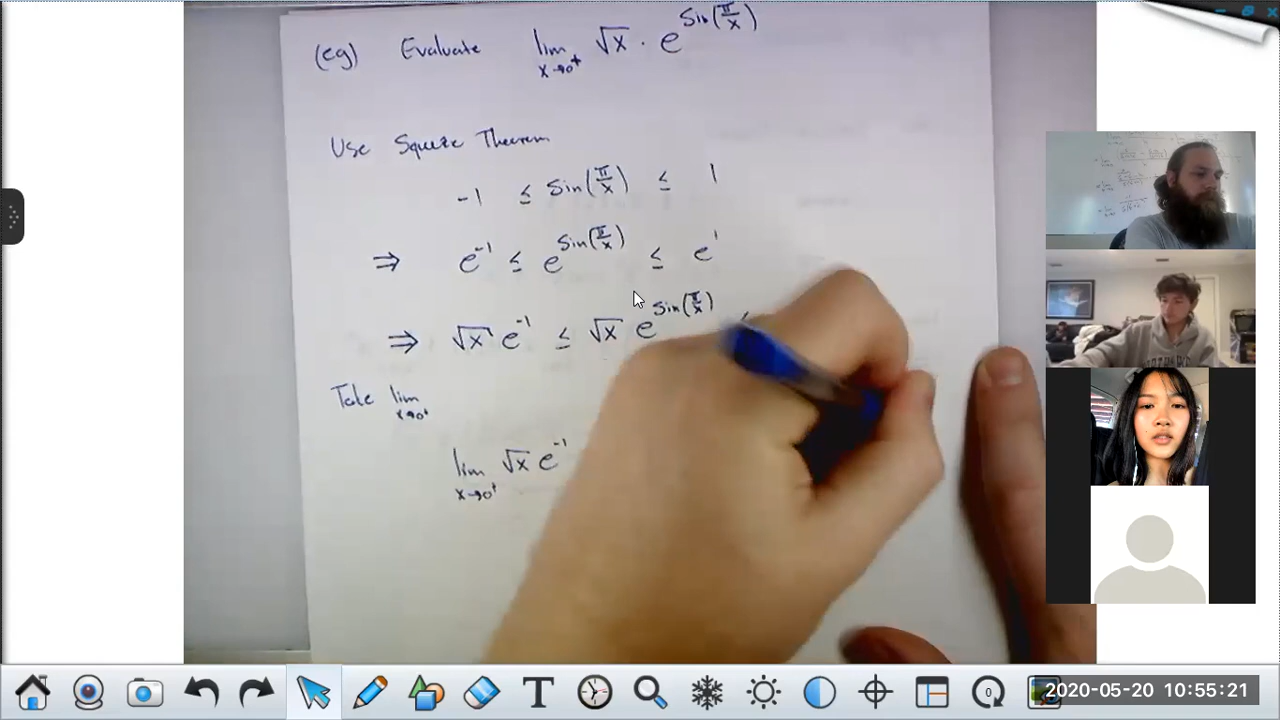 (eg) Evaluate lim x→0⁺ √x · e^sin(π/x)
Use Squeeze Theorem
-1 ≤ sin(π/x) ≤ 1
⇒ e⁻¹ ≤ e^sin(π/x) ≤ e¹
⇒ √x e⁻¹ ≤ √x e^sin(π/x) ≤
Take lim x→0⁺
lim x→0⁺ √x e⁻¹
T
0
2020-05-20 10:55:21